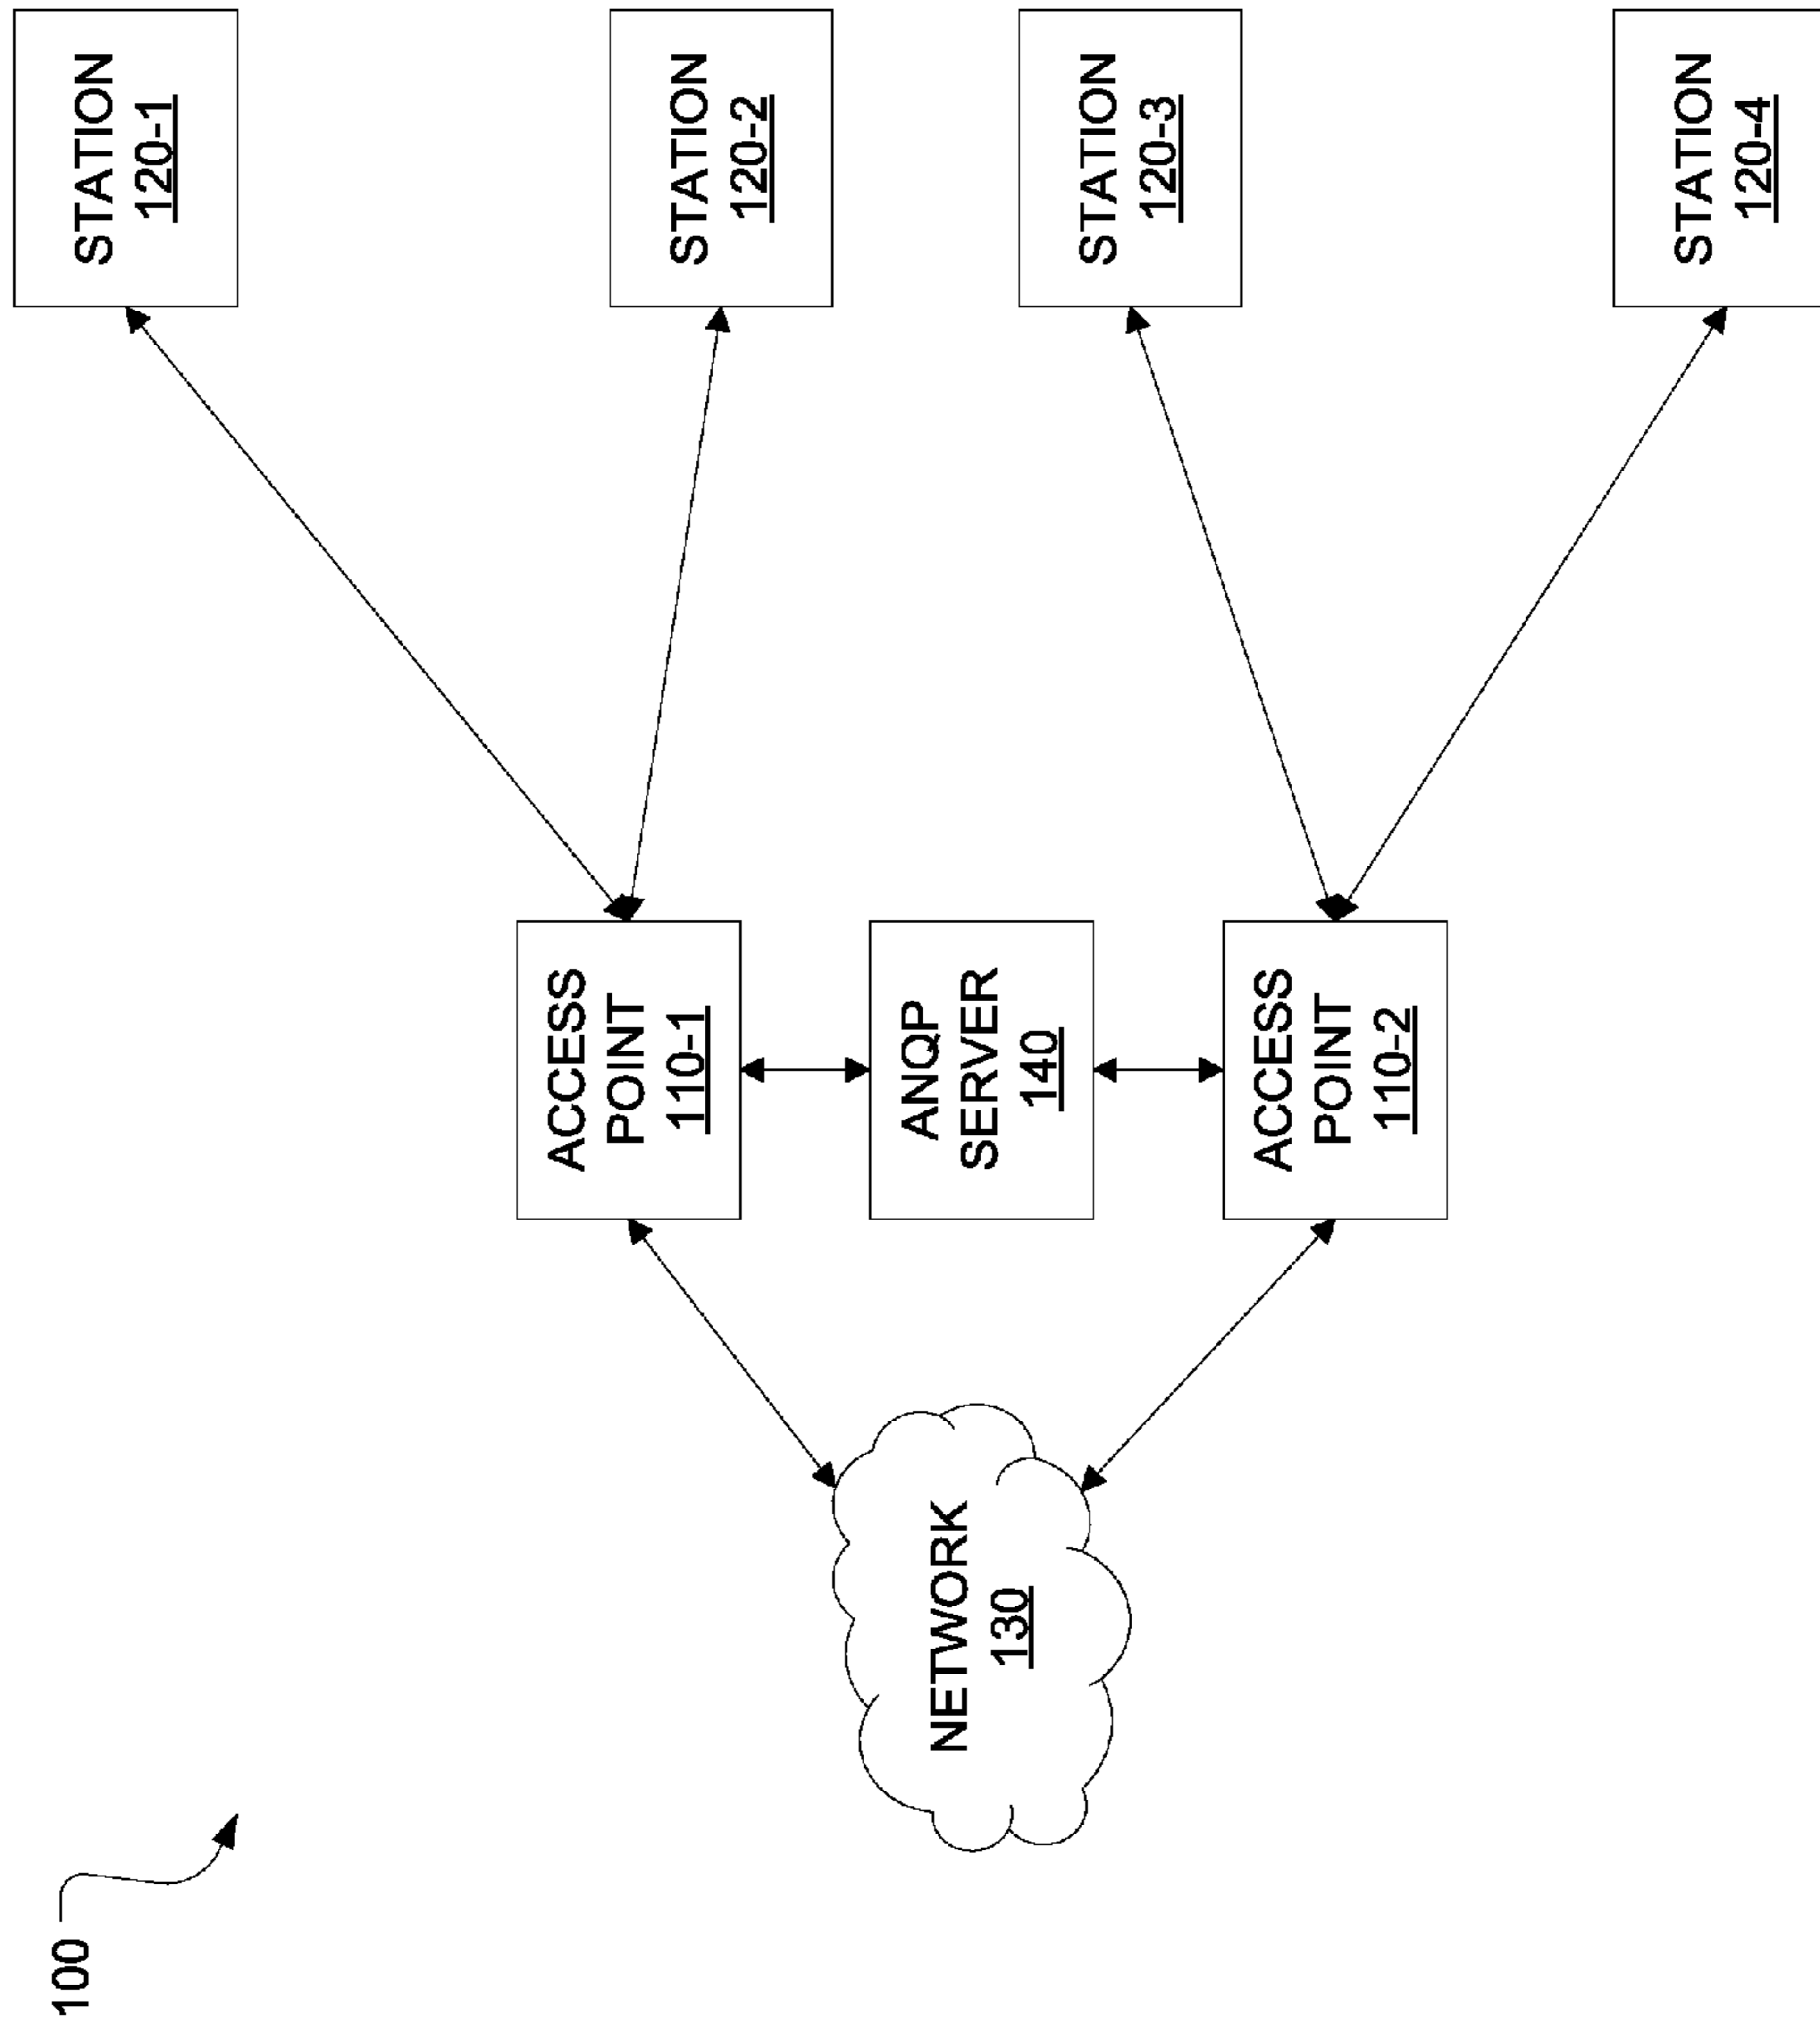 100
STATION
120-1
STATION
120-2
STATION
120-3
STATION
120-4
ACCESS
POINT
110-1
ANQP
SERVER
140
ACCESS
POINT
110-2
NETWORK
130